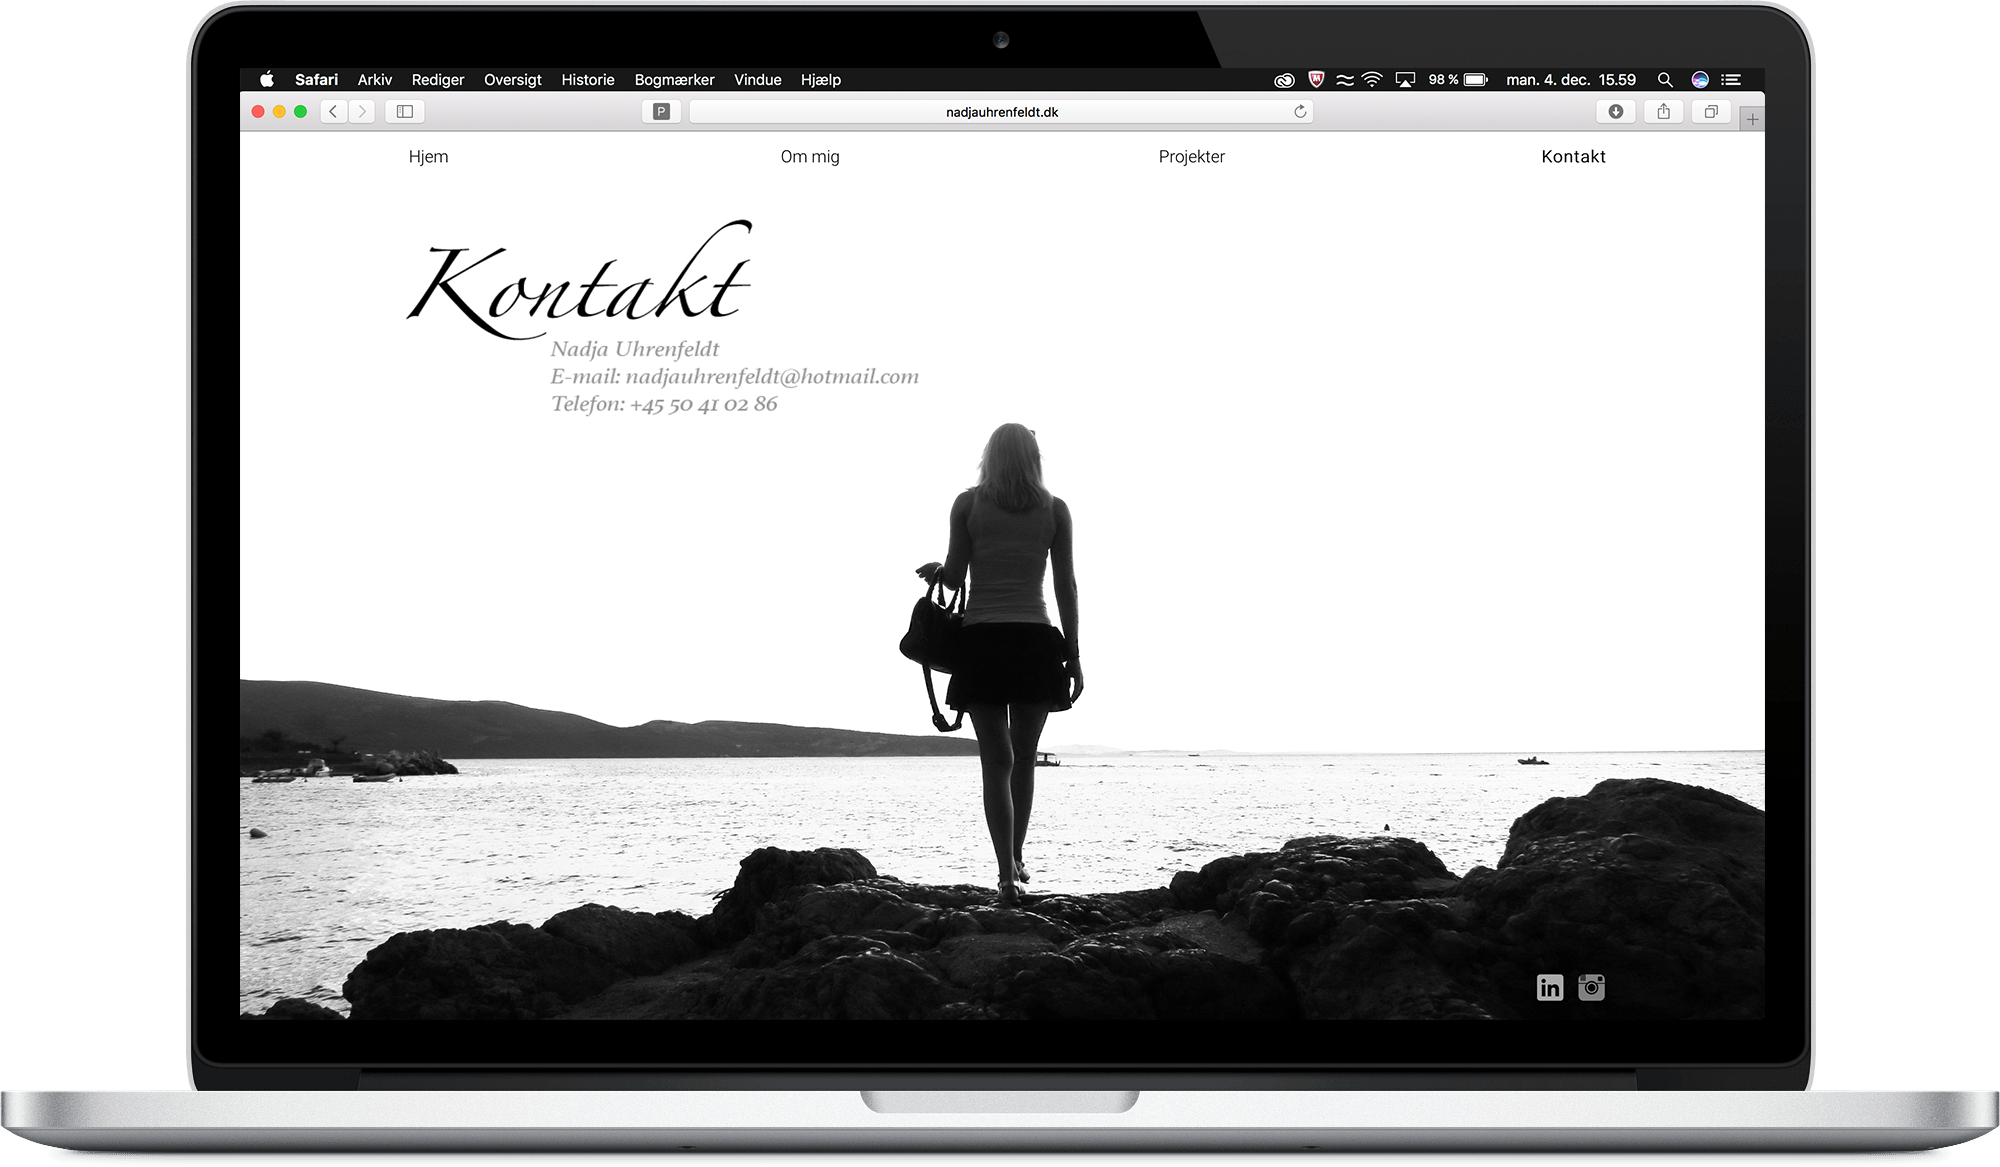 Safari Arkiv Rediger Oversigt Historie Bogmærker Vindue Hjælp 98 % man. 4. dec. 15.59
P nadjauhrenfeldt.dk
Hjem Om mig Projekter Kontakt
Kontakt
Nadja Uhrenfeldt
E-mail: nadjauhrenfeldt@hotmail.com
Telefon: +45 50 41 02 86
in